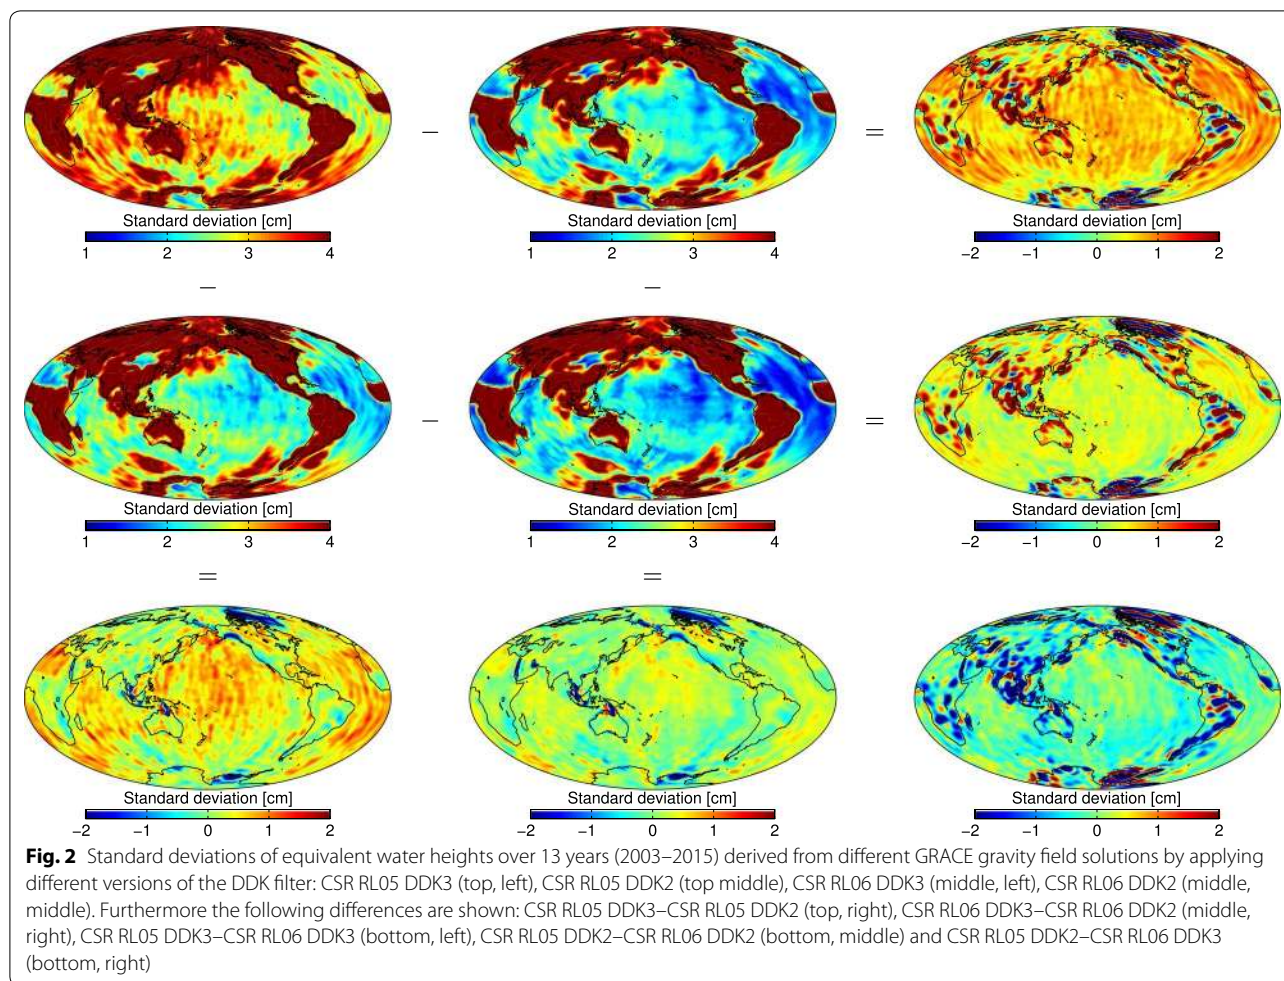 − =
Standard deviation [cm] Standard deviation [cm] Standard deviation [cm]
1 2 3 4 1 2 3 4 −2 −1 0 1 2
− −
− =
Standard deviation [cm] Standard deviation [cm] Standard deviation [cm]
1 2 3 4 1 2 3 4 −2 −1 0 1 2
= =
Standard deviation [cm] Standard deviation [cm] Standard deviation [cm]
−2 −1 0 1 2 −2 −1 0 1 2 −2 −1 0 1 2
Fig. 2 Standard deviations of equivalent water heights over 13 years (2003–2015) derived from different GRACE gravity field solutions by applying
different versions of the DDK filter: CSR RL05 DDK3 (top, left), CSR RL05 DDK2 (top middle), CSR RL06 DDK3 (middle, left), CSR RL06 DDK2 (middle,
middle). Furthermore the following differences are shown: CSR RL05 DDK3–CSR RL05 DDK2 (top, right), CSR RL06 DDK3–CSR RL06 DDK2 (middle,
right), CSR RL05 DDK3–CSR RL06 DDK3 (bottom, left), CSR RL05 DDK2–CSR RL06 DDK2 (bottom, middle) and CSR RL05 DDK2–CSR RL06 DDK3
(bottom, right)